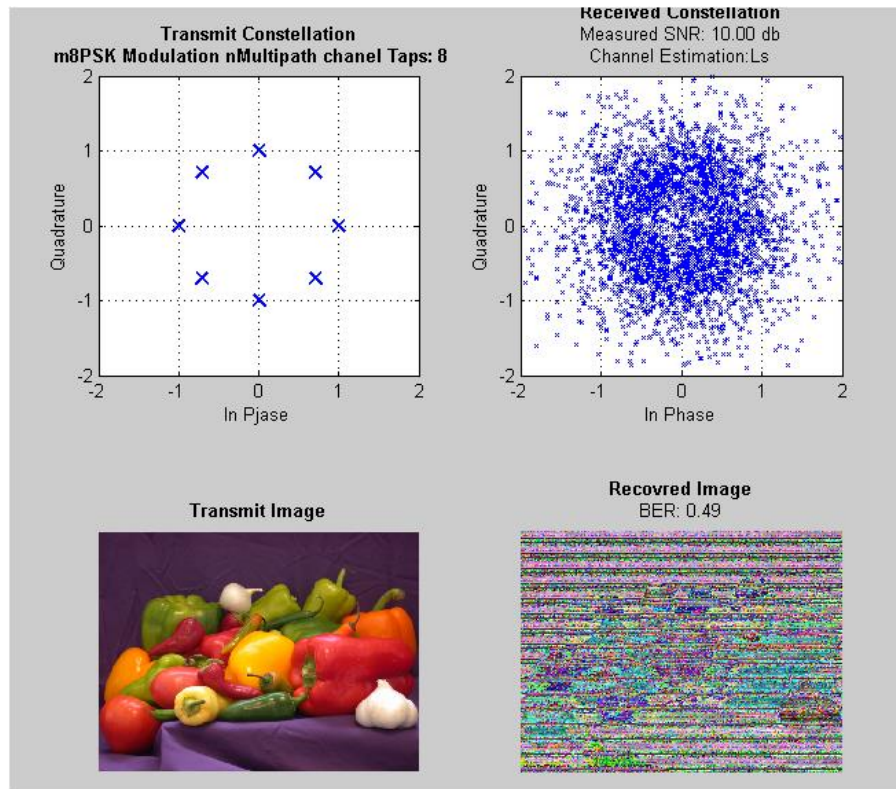 Transmit Constellation
m8PSK Modulation nMultipath chanel Taps: 8
2
1
0
-1
-2
-2
-1
0
1
2
Quadrature
In Pjase
Received Constellation
Measured SNR: 10.00 db
Channel Estimation:Ls
2
1
0
-1
-2
-2
-1
0
1
2
Quadrature
In Phase
Transmit Image
Recovred Image
BER: 0.49